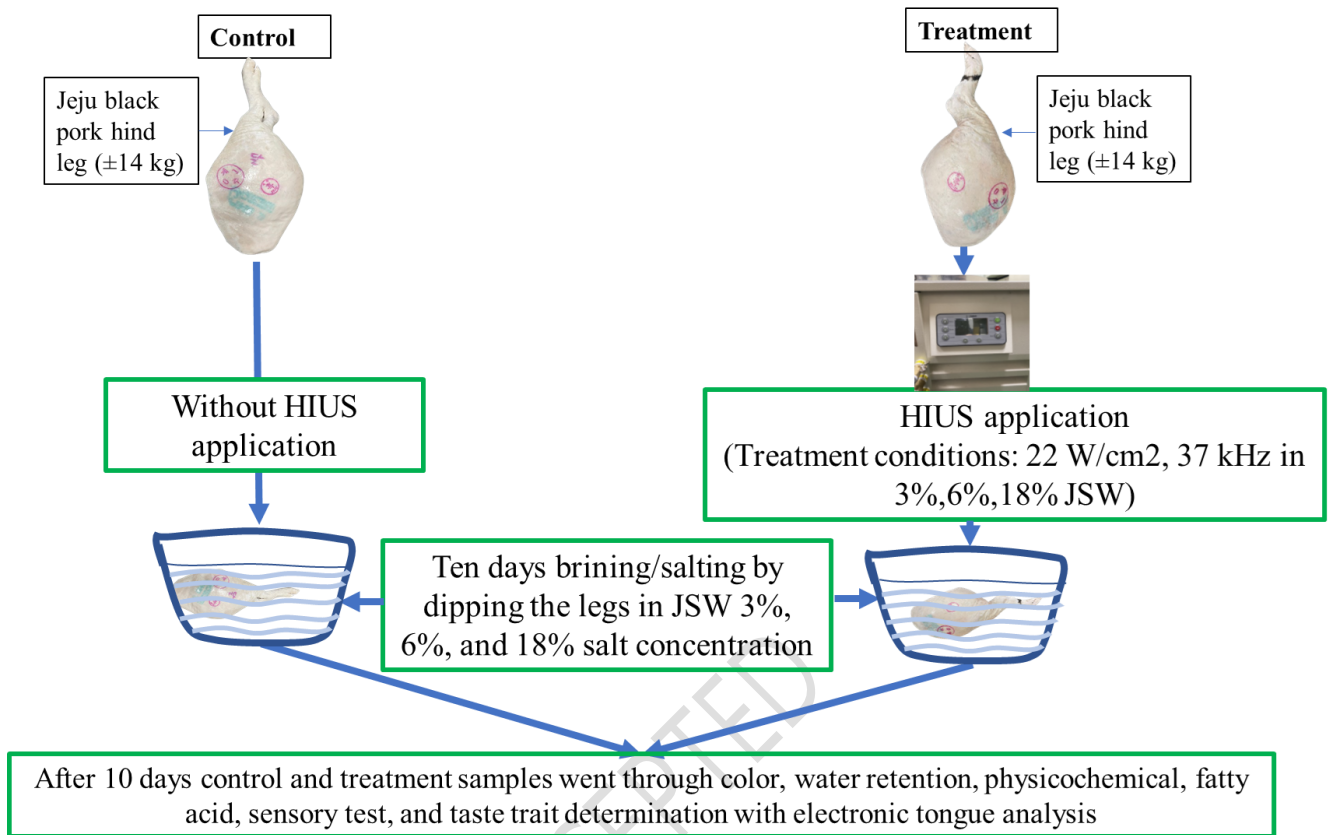 Control
Treatment
Jeju black
pork hind
leg (±14 kg)
Jeju black
pork hind
leg (±14 kg)
Without HIUS
application
HIUS application
(Treatment conditions: 22 W/cm2, 37 kHz in
3%,6%,18% JSW)
Ten days brining/salting by
dipping the legs in JSW 3%,
6%, and 18% salt concentration
After 10 days control and treatment samples went through color, water retention, physicochemical, fatty
acid, sensory test, and taste trait determination with electronic tongue analysis